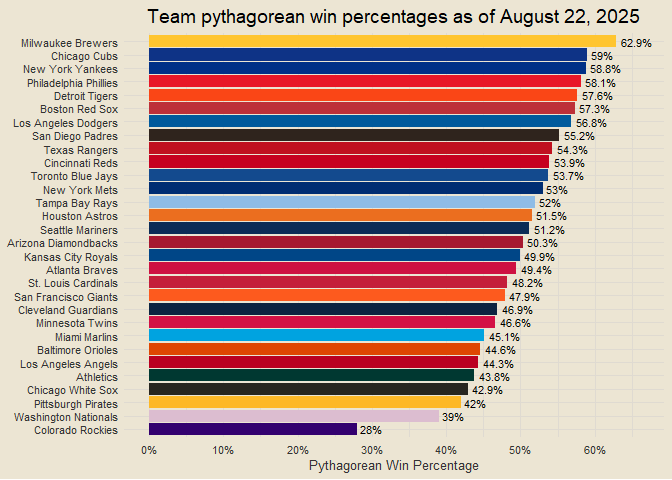 Team pythagorean win percentages as of August 22, 2025
Milwaukee Brewers 62.9%
Chicago Cubs 59%
New York Yankees 58.8%
Philadelphia Phillies 58.1%
Detroit Tigers 57.6%
Boston Red Sox 57.3%
Los Angeles Dodgers 56.8%
San Diego Padres 55.2%
Texas Rangers 54.3%
Cincinnati Reds 53.9%
Toronto Blue Jays 53.7%
New York Mets 53%
Tampa Bay Rays 52%
Houston Astros 51.5%
Seattle Mariners 51.2%
Arizona Diamondbacks 50.3%
Kansas City Royals 49.9%
Atlanta Braves 49.4%
St. Louis Cardinals 48.2%
San Francisco Giants 47.9%
Cleveland Guardians 46.9%
Minnesota Twins 46.6%
Miami Marlins 45.1%
Baltimore Orioles 44.6%
Los Angeles Angels 44.3%
Athletics 43.8%
Chicago White Sox 42.9%
Pittsburgh Pirates 42%
Washington Nationals 39%
Colorado Rockies 28%
0% 10% 20% 30% 40% 50% 60%
Pythagorean Win Percentage